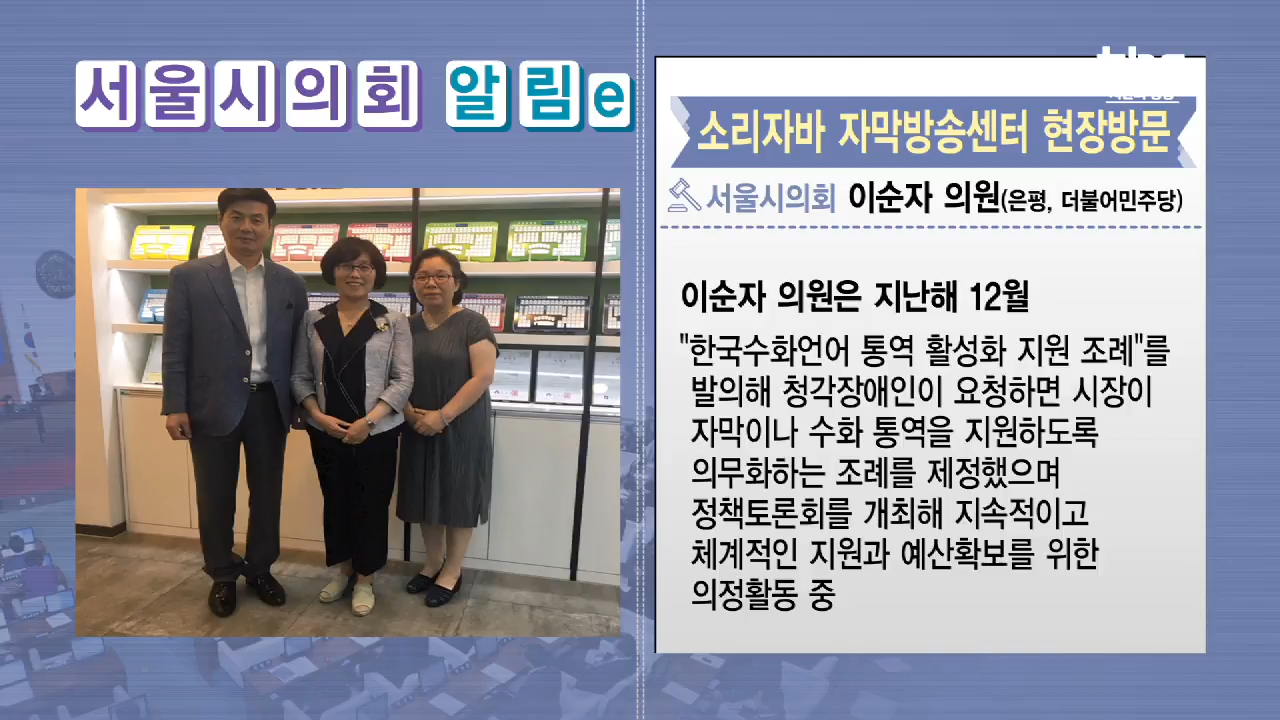 서울시의회 알림e
tbs
소리자바 자막방송센터 현장방문
서울시의회 이순자 의원(은평, 더불어민주당)
이순자 의원은 지난해 12월
"한국수화언어 통역 활성화 지원 조례"를
발의해 청각장애인이 요청하면 시장이
자막이나 수화 통역을 지원하도록
의무화하는 조례를 제정했으며
정책토론회를 개최해 지속적이고
체계적인 지원과 예산확보를 위한
의정활동 중